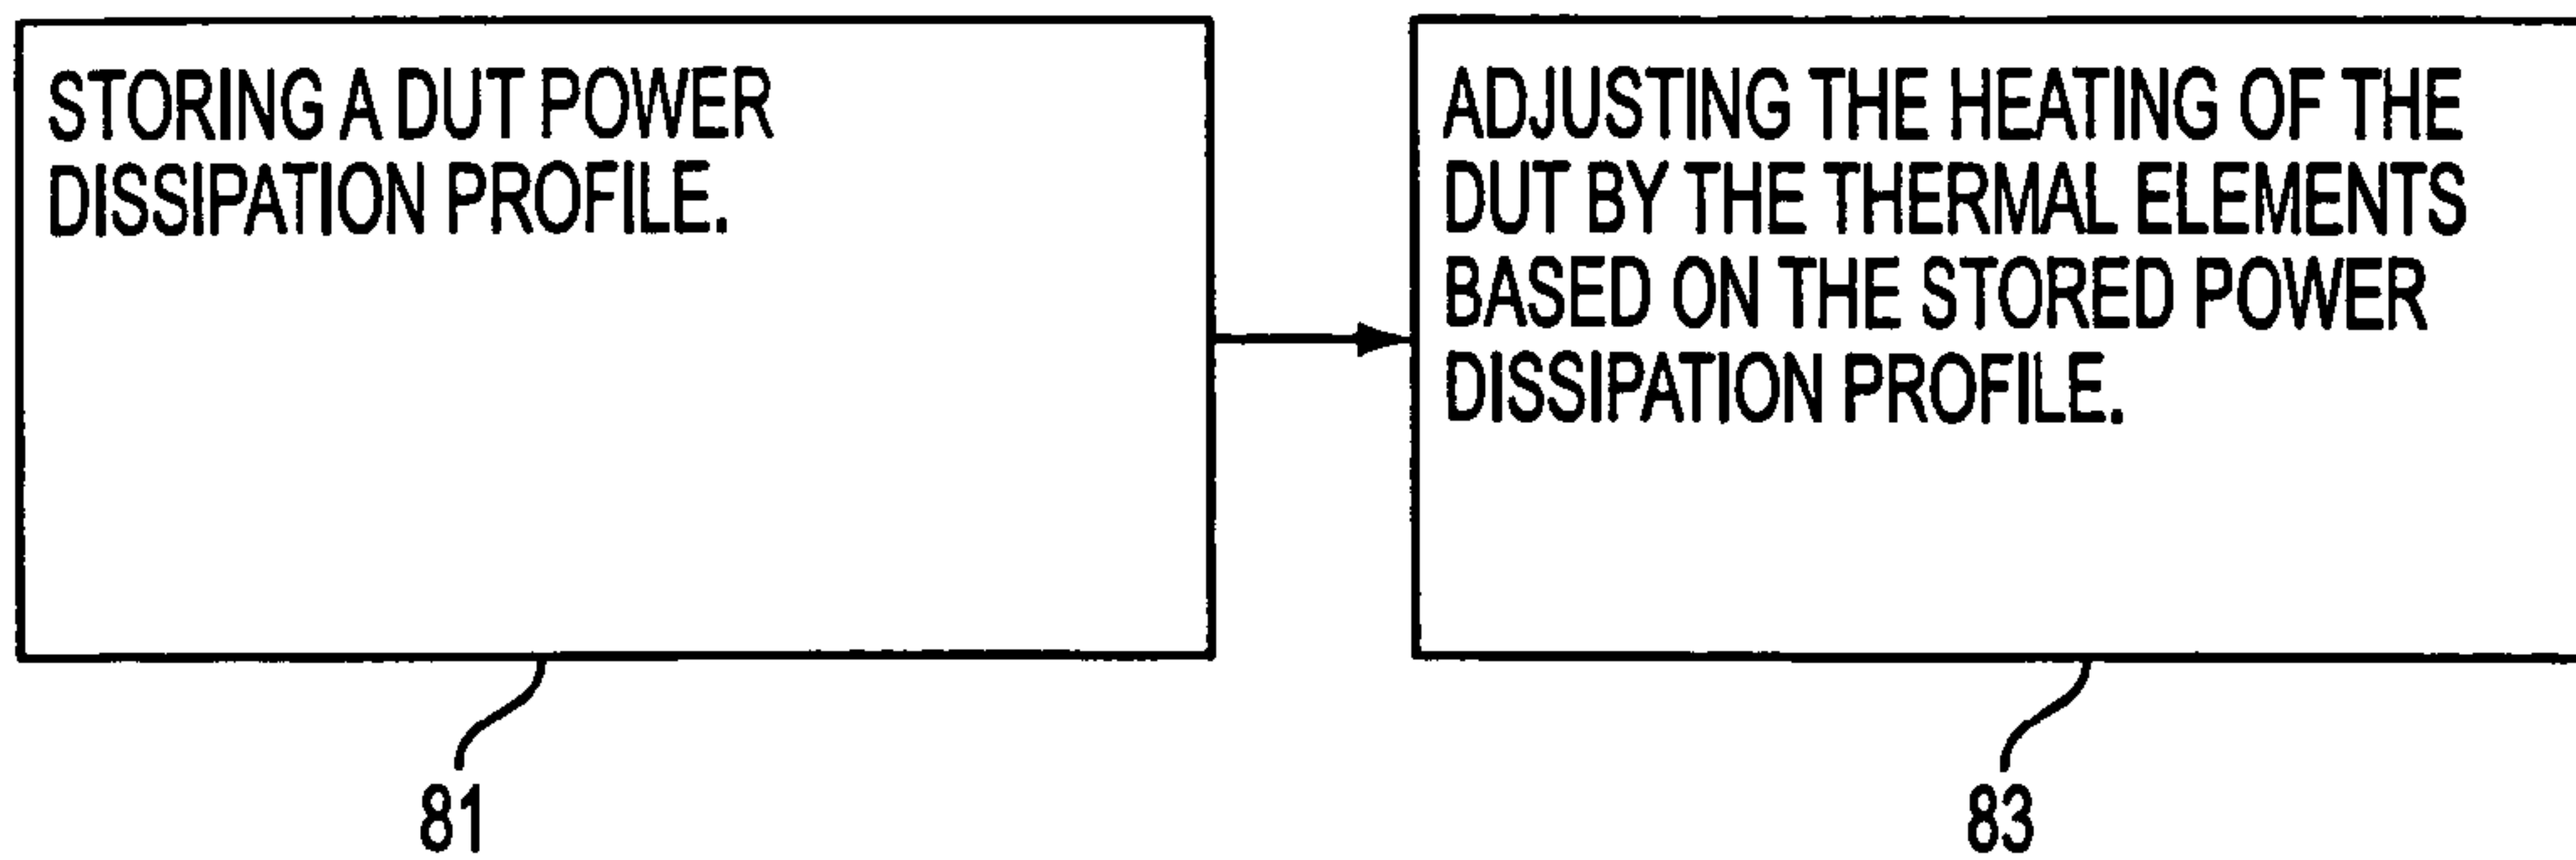 STORING A DUT POWER
DISSIPATION PROFILE.
ADJUSTING THE HEATING OF THE
DUT BY THE THERMAL ELEMENTS
BASED ON THE STORED POWER
DISSIPATION PROFILE.
81
83